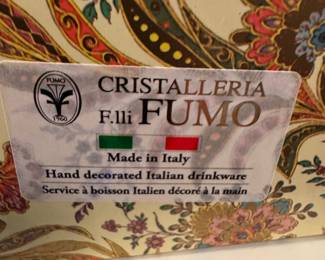 FUMO
1960
CRISTALLERIA
F.lli FUMO
Made in Italy
Hand decorated Italian drinkware
Service à boisson Italien décoré à la main